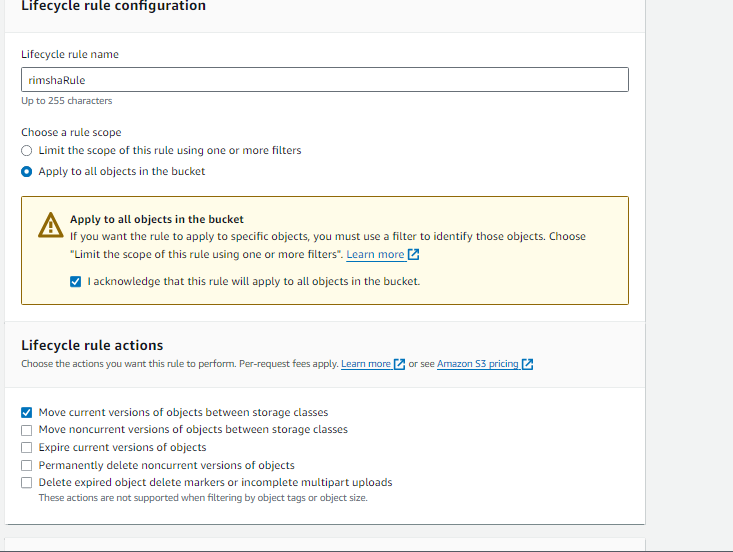 Lifecycle rule configuration
Lifecycle rule name
rimshaRule
Up to 255 characters
Choose a rule scope
Limit the scope of this rule using one or more filters
Apply to all objects in the bucket
Apply to all objects in the bucket
If you want the rule to apply to specific objects, you must use a filter to identify those objects. Choose
"Limit the scope of this rule using one or more filters". Learn more
I acknowledge that this rule will apply to all objects in the bucket.
Lifecycle rule actions
Choose the actions you want this rule to perform. Per-request fees apply. Learn more or see Amazon S3 pricing
Move current versions of objects between storage classes
Move noncurrent versions of objects between storage classes
Expire current versions of objects
Permanently delete noncurrent versions of objects
Delete expired object delete markers or incomplete multipart uploads
These actions are not supported when filtering by object tags or object size.